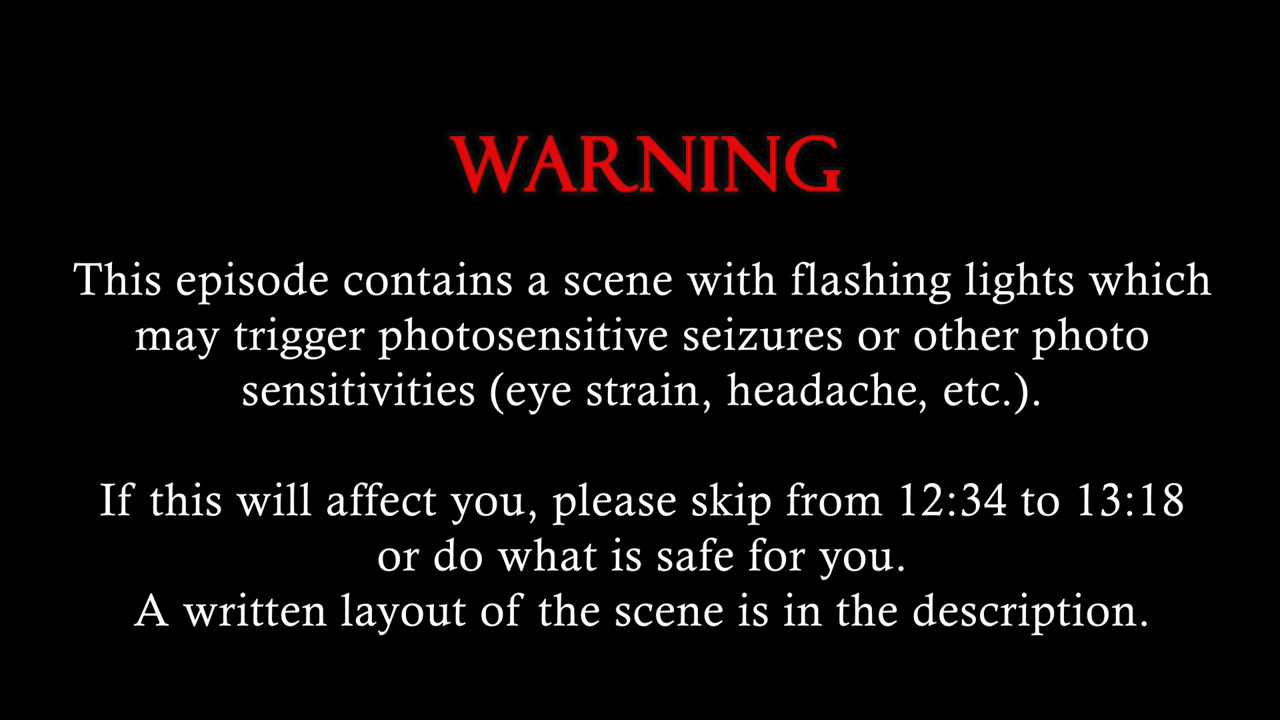 WARNING
This episode contains a scene with flashing lights which
may trigger photosensitive seizures or other photo
sensitivities (eye strain, headache, etc.).
If this will affect you, please skip from 12:34 to 13:18
or do what is safe for you.
A written layout of the scene is in the description.